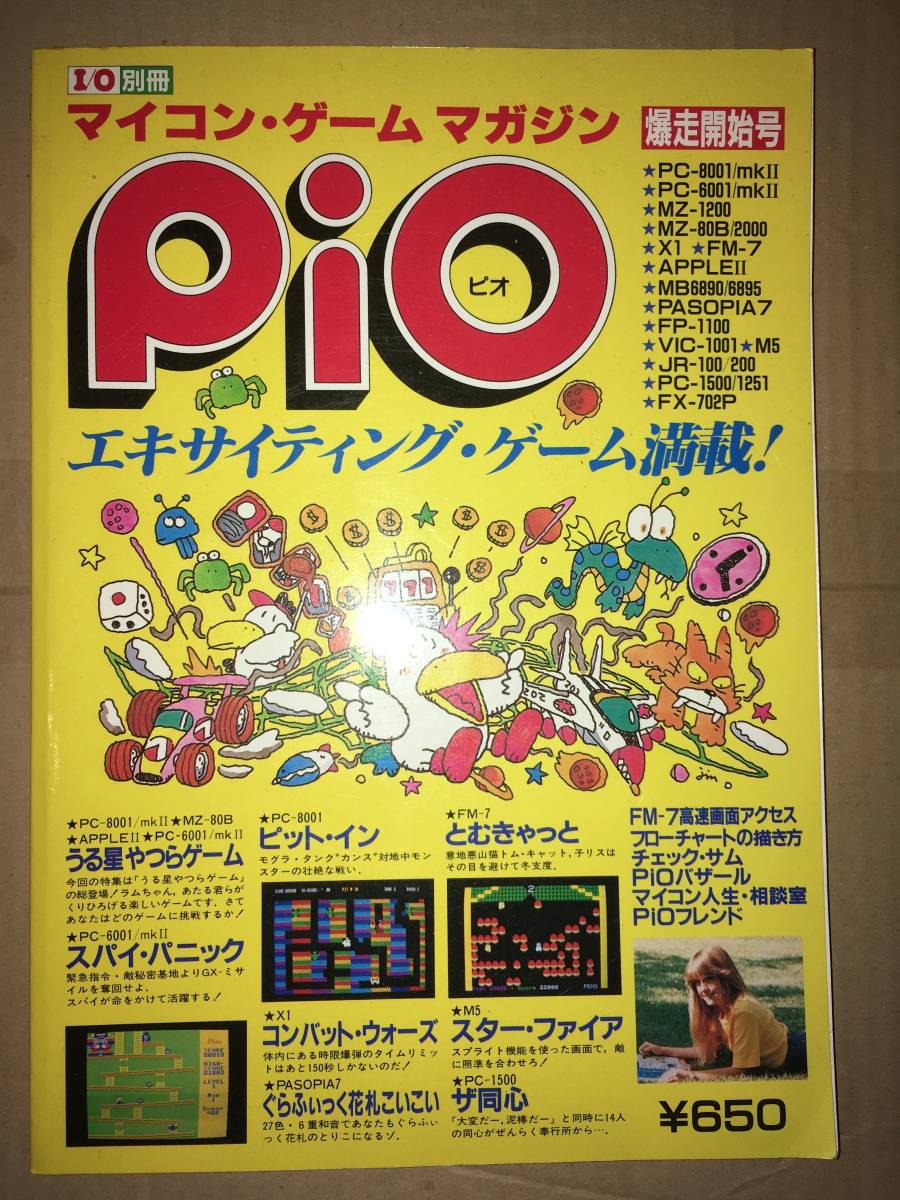 I/O別冊
マイコン・ゲーム マガジン
爆走開始号
PiO
ピオ
★PC-8001/mkII
★PC-6001/mkII
★MZ-1200
★MZ-80B/2000
★X1 ★FM-7
★APPLEII
★MB6890/6895
★PASOPIA7
★FP-1100
★VIC-1001★M5
★JR-100/200
★PC-1500/1251
★FX-702P
エキサイティング・ゲーム満載!
★PC-8001/mkII★MZ-80B
★APPLEII★PC-6001/mkII
うる星やつらゲーム
今回の特集は「うる星やつらゲーム」
の総登場!ラムちゃん，あたる君らが
くりひろげる楽しいゲームです．さて
あなたはどのゲームに挑戦するか!
★PC-6001/mkII
スパイ・パニック
緊急指令・敵秘密基地よりGX-ミサ
イルを奪回せよ．
スパイが命をかけて活躍する!
★PC-8001
ピット・イン
モグラ・タンク"カンス"対地中モン
スターの壮絶な戦い．
★X1
コンバット・ウォーズ
体内にある時限爆弾のタイムリミッ
トはあと150秒しかないのだ!
★PASOPIA7
ぐらふぃっく花札こいこい
27色・6重和音であなたもぐらふぃ
っく花札のとりこになるゾ．
★FM-7
とむきゃっと
意地悪山猫トム・キャット，子リスは
その目を避けて冬支度．
★M5
スター・ファイア
スプライト機能を使った画面で，敵
に照準を合わせろ!
★PC-1500
ザ同心
「大変だー，泥棒だー」と同時に14人
の同心がぜんらく奉行所から…．
FM-7高速画面アクセス
フローチャートの描き方
チェック・サム
PiOバザール
マイコン人生・相談室
PiOフレンド
¥650